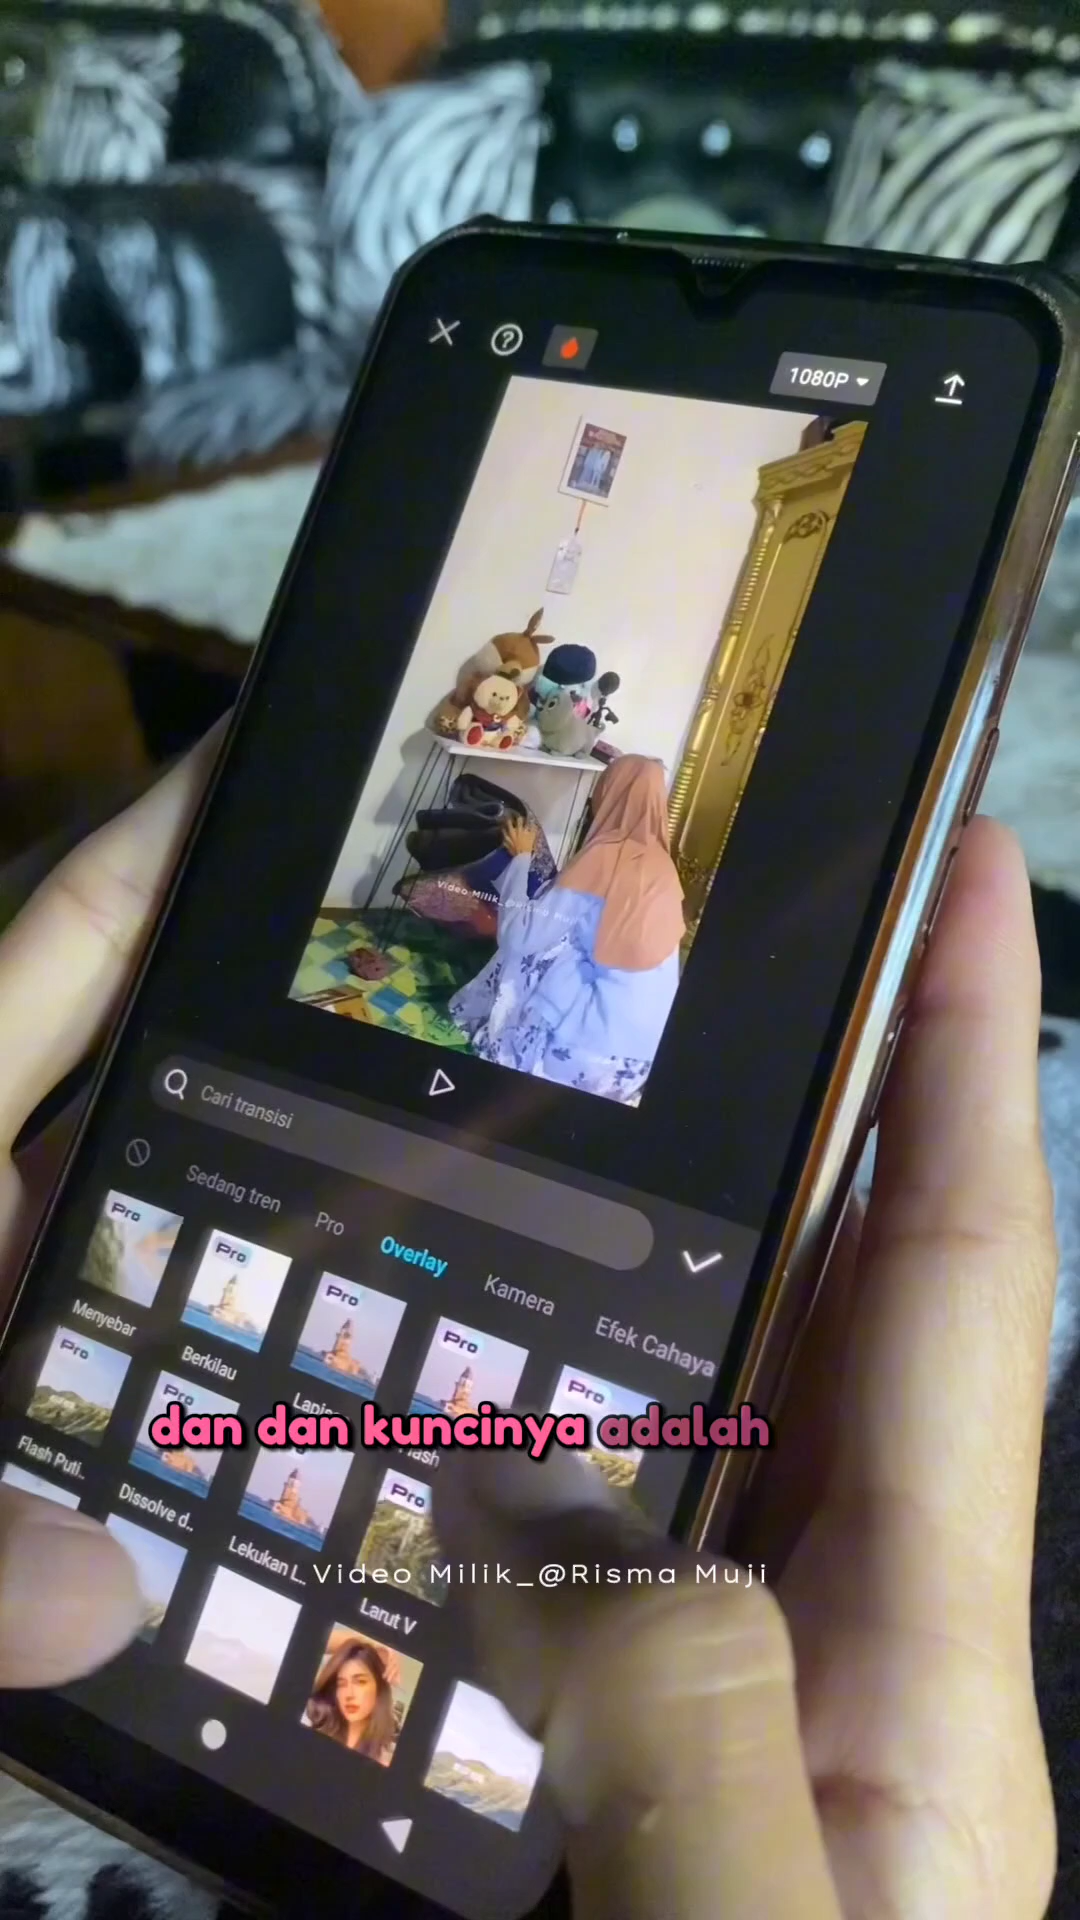 1080P
Video Milik_@Risma Muji
Cari transisi
Sedang tren
Pro
Overlay
Kamera
Efek Cahaya
Pro
Pro
Pro
Pro
Pro
Menyebar
Berkilau
Pro
Pro
dan dan kuncinya adalah
Flash Puti..
Dissolve d..
Lekukan L..
Pro
Video Milik_@Risma Muji
Larut V